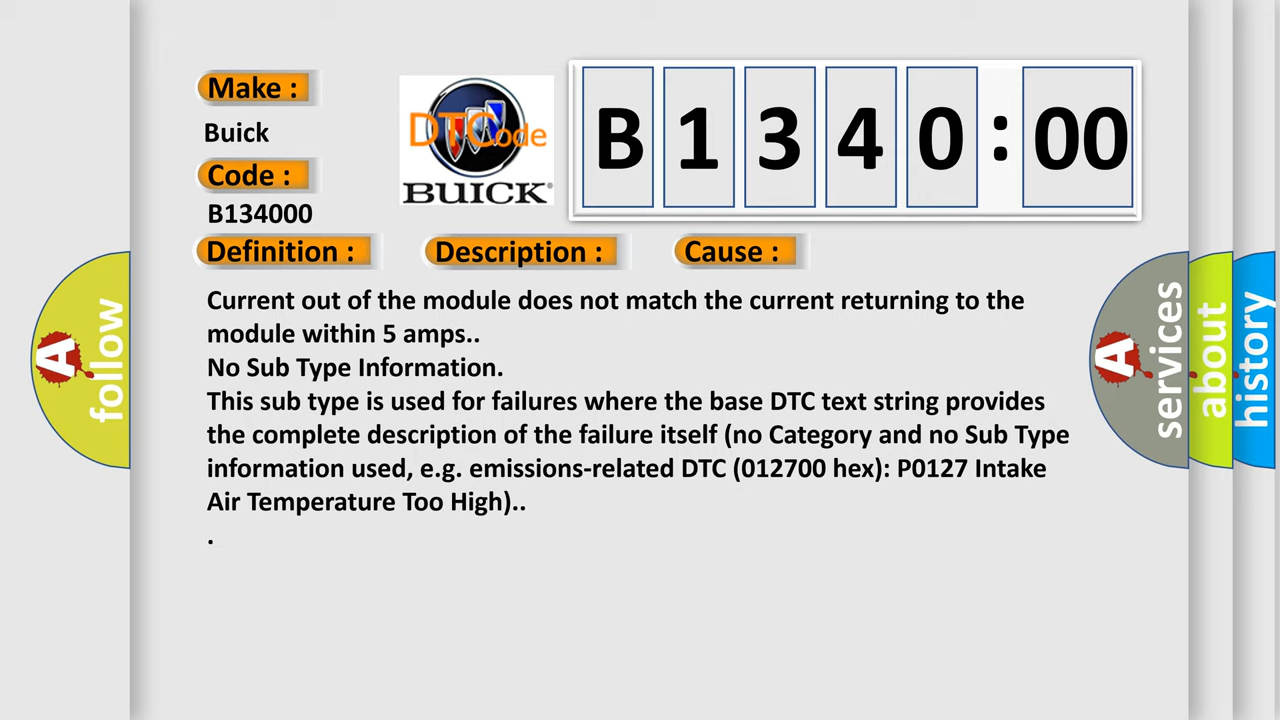 Make :
Buick
Code :
B134000
DTCode
BUICK®
B 1 3 4 0 : 00
Definition :
Description :
Cause :
Current out of the module does not match the current returning to the
module within 5 amps..
No Sub Type Information.
This sub type is used for failures where the base DTC text string provides
the complete description of the failure itself (no Category and no Sub Type
information used, e.g. emissions-related DTC (012700 hex): P0127 Intake
Air Temperature Too High)..
.
A follow
A services
about
history